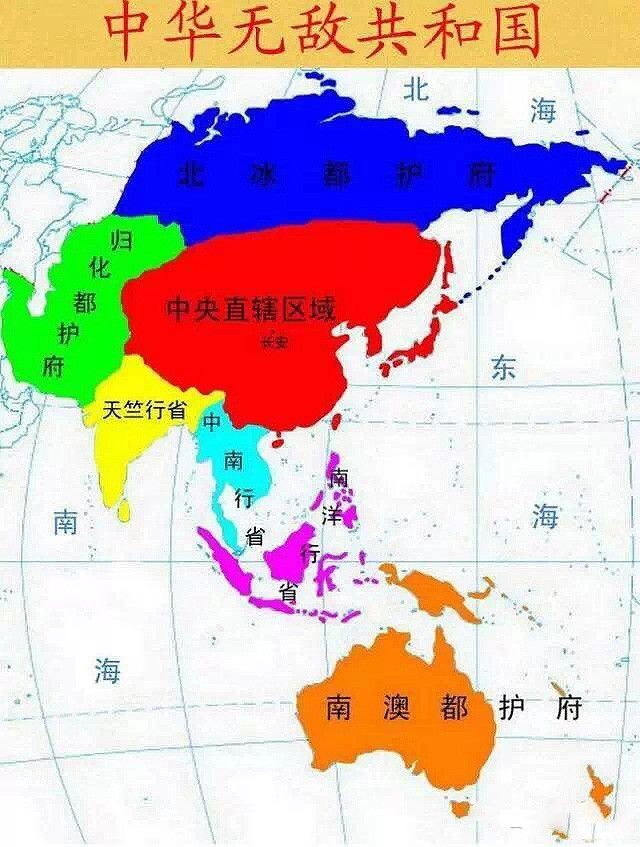 中华无敌共和国
北海
北冰都护府
归化都护府
中央直辖区域
长安
东海
天竺行省
中南行省
南洋行省
南海
南澳都护府